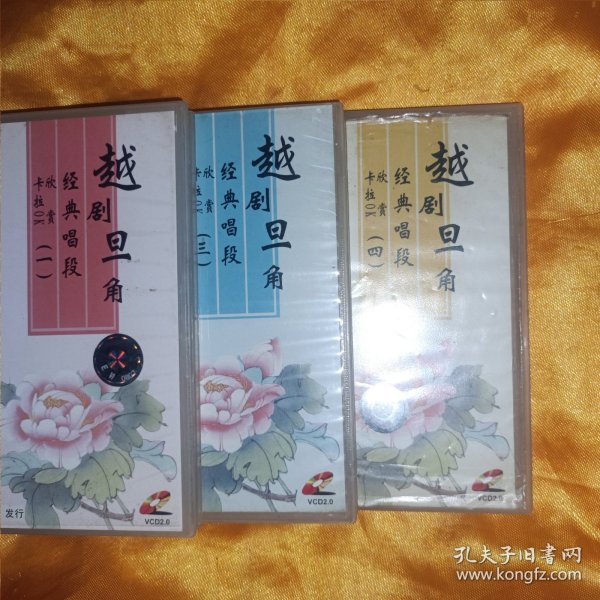 越剧旦角
经典唱段
(一)
欣赏
卡拉OK
发行
VCD2.0
越剧旦角
经典唱段
(三)
欣赏
卡拉OK
VCD2.0
越剧旦角
经典唱段
(四)
欣赏
卡拉OK
VCD2.0
孔夫子旧書网
www.kongfz.com